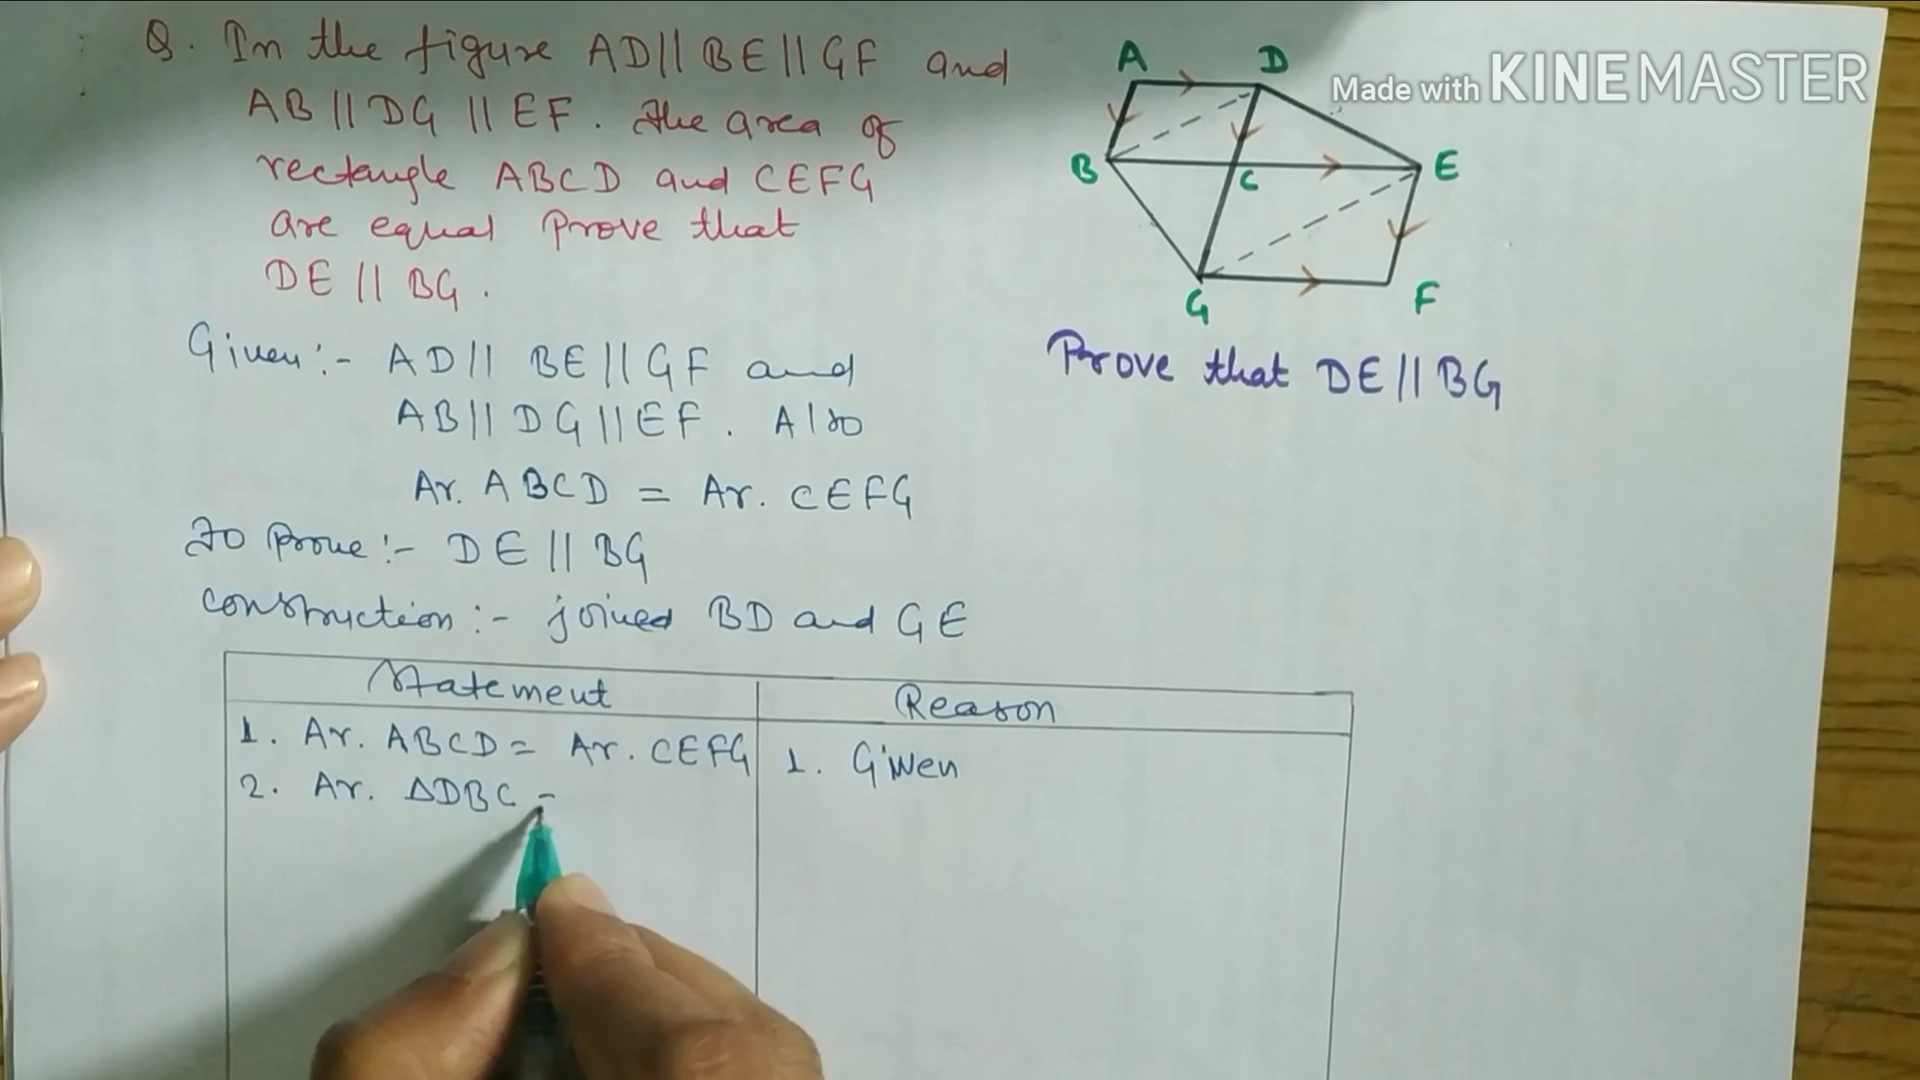 Q. In the figure AD||BE||GF and
AB||DG||EF. The area of
rectangle ABCD and CEFG
are equal prove that
DE||BG.
A D
B C E
G F
Made with KINEMASTER
Prove that DE||BG
Given:- AD||BE||GF and
AB||DG||EF. Also
Ar. ABCD = Ar. CEFG
To prove:- DE||BG
construction:- joined BD and GE
Statement Reason
1. Ar. ABCD = Ar. CEFG 1. Given
2. Ar. ΔDBC -